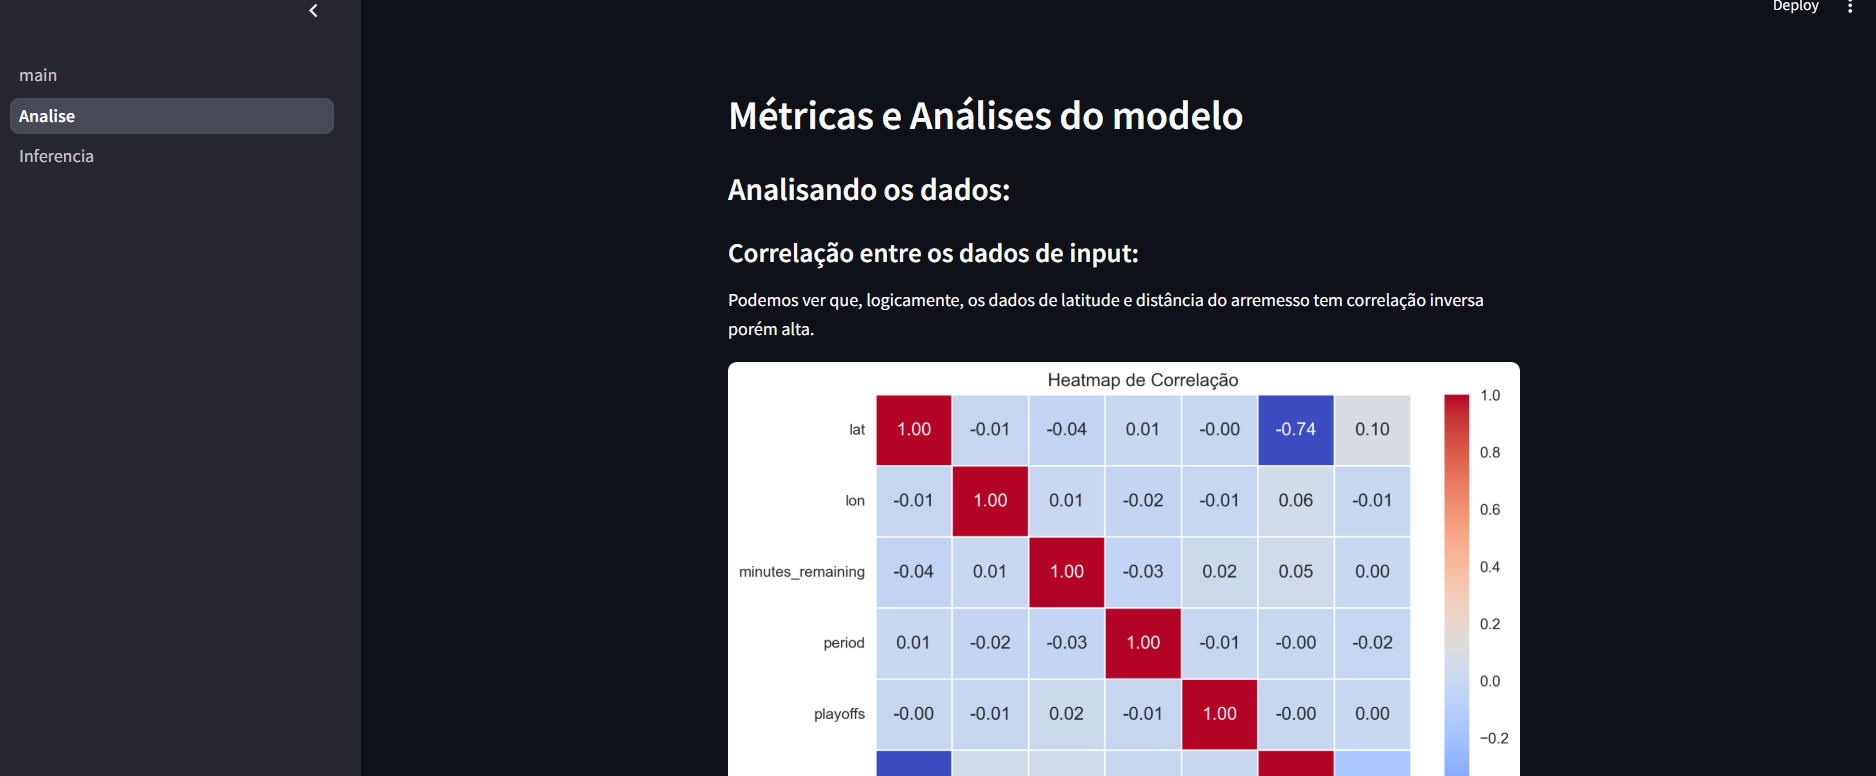 Deploy
main
Analise
Inferencia
Métricas e Análises do modelo
Analisando os dados:
Correlação entre os dados de input:
Podemos ver que, logicamente, os dados de latitude e distância do arremesso tem correlação inversa
porém alta.
Heatmap de Correlação
lat 1.00 -0.01 -0.04 0.01 -0.00 -0.74 0.10
lon -0.01 1.00 0.01 -0.02 -0.01 0.06 -0.01
minutes_remaining -0.04 0.01 1.00 -0.03 0.02 0.05 0.00
period 0.01 -0.02 -0.03 1.00 -0.01 -0.00 -0.02
playoffs -0.00 -0.01 0.02 -0.01 1.00 -0.00 0.00
1.0
0.8
0.6
0.4
0.2
0.0
−0.2